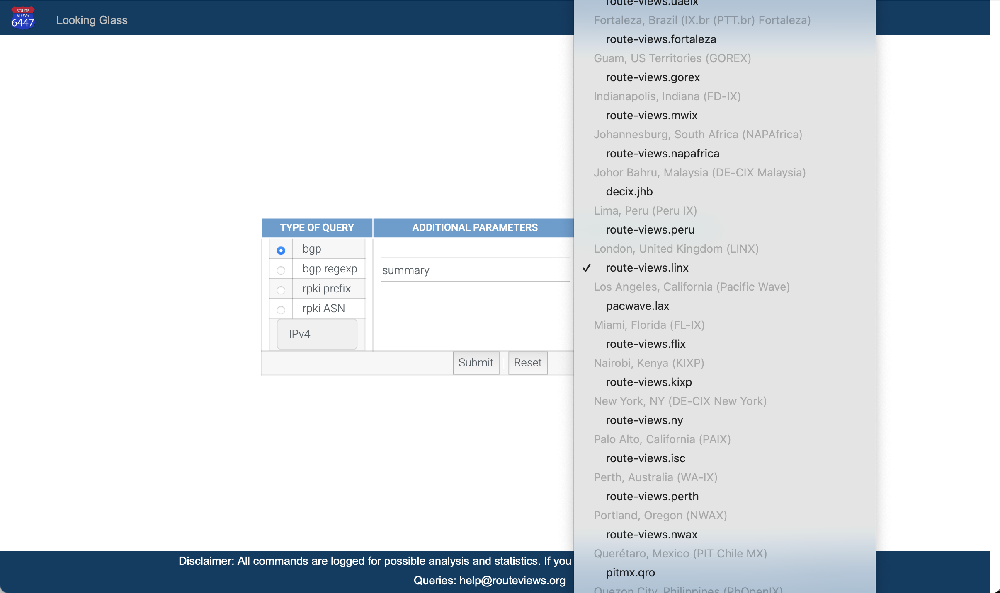 ROUTE
VIEWS
6447
Looking Glass
TYPE OF QUERY
ADDITIONAL PARAMETERS
bgp
bgp regexp
rpki prefix
rpki ASN
IPv4
summary
Submit
Reset
route-views.uaeix
Fortaleza, Brazil (IX.br (PTT.br) Fortaleza)
route-views.fortaleza
Guam, US Territories (GOREX)
route-views.gorex
Indianapolis, Indiana (FD-IX)
route-views.mwix
Johannesburg, South Africa (NAPAfrica)
route-views.napafrica
Johor Bahru, Malaysia (DE-CIX Malaysia)
decix.jhb
Lima, Peru (Peru IX)
route-views.peru
London, United Kingdom (LINX)
✓ route-views.linx
Los Angeles, California (Pacific Wave)
pacwave.lax
Miami, Florida (FL-IX)
route-views.flix
Nairobi, Kenya (KIXP)
route-views.kixp
New York, NY (DE-CIX New York)
route-views.ny
Palo Alto, California (PAIX)
route-views.isc
Perth, Australia (WA-IX)
route-views.perth
Portland, Oregon (NWAX)
route-views.nwax
Querétaro, Mexico (PIT Chile MX)
pitmx.qro
Quezon City, Philippines (PhOpenIX)
Disclaimer: All commands are logged for possible analysis and statistics. If you
Queries: help@routeviews.org